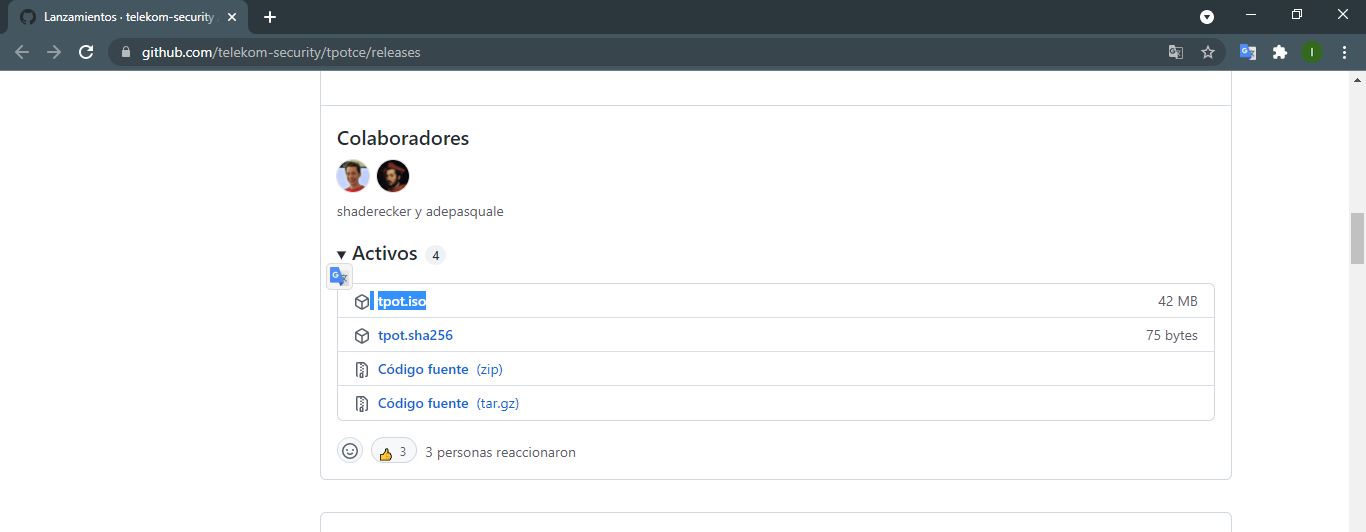 Lanzamientos · telekom-security
github.com/telekom-security/tpotce/releases
I
Colaboradores
shaderecker y adepasquale
Activos 4
tpot.iso 42 MB
tpot.sha256 75 bytes
Código fuente (zip)
Código fuente (tar.gz)
3 3 personas reaccionaron